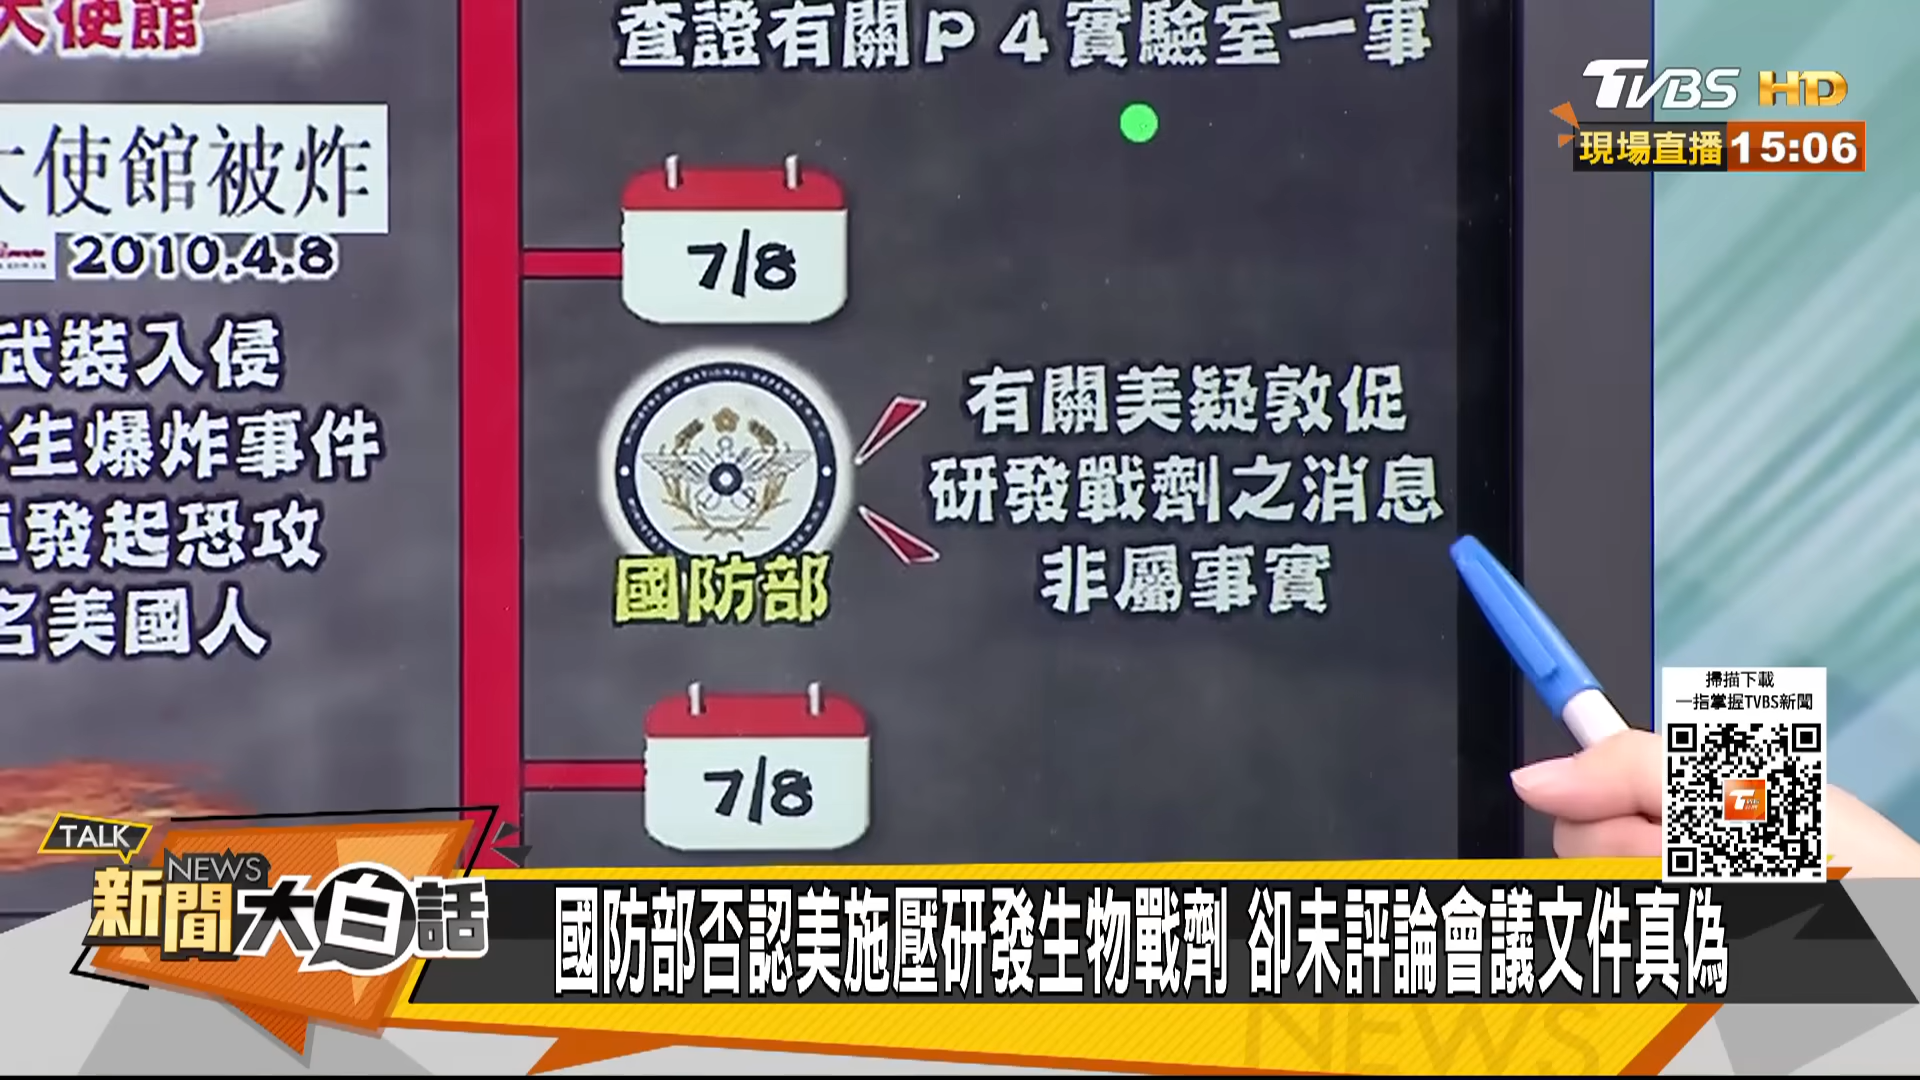 大使館
大使館被炸
2010.4.8
武裝入侵
生爆炸事件
發起恐攻
名美國人
查證有關P4實驗室一事
7/8
有關美疑敦促
研發戰劑之消息
非屬事實
國防部
7/8
TVBS HD
現場直播 15:06
掃描下載
一指掌握TVBS新聞
TALK
NEWS
新聞大白話
國防部否認美施壓研發生物戰劑 卻未評論會議文件真偽
NEWS